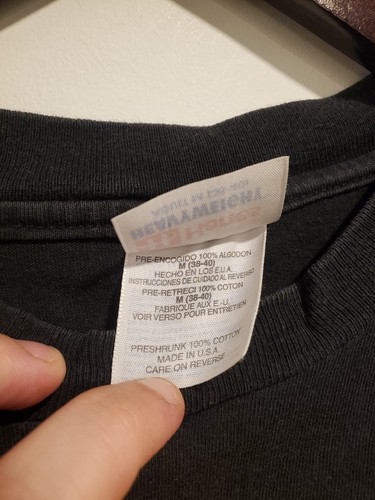 HEAVYWEIGHT
PRE-ENCOGIDO 100% ALGODON
M (38-40)
HECHO EN LOS E.U.A.
INSTRUCCIONES DE CUIDADO AL REVERSO
PRE-RETRECI 100% COTON
M (38-40)
FABRIQUE AUX E.-U.
VOIR VERSO POUR ENTRETIEN
PRESHRUNK 100% COTTON
MADE IN U.S.A.
CARE ON REVERSE